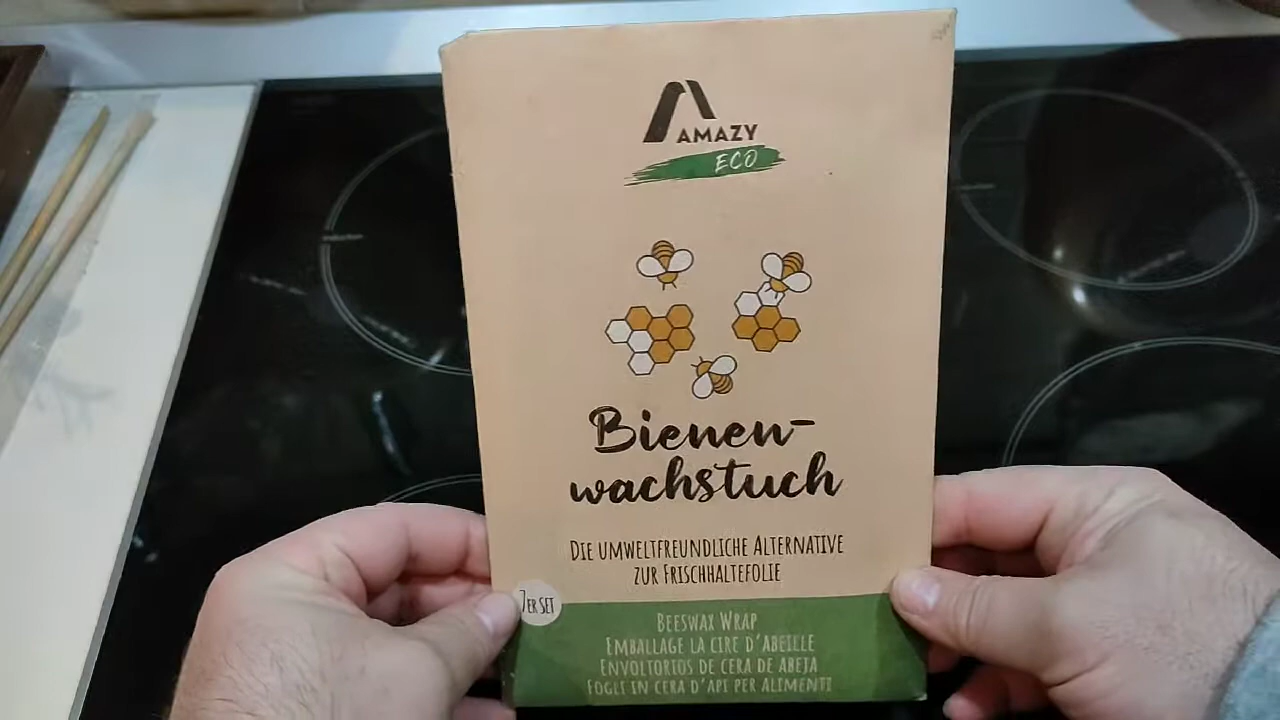 AMAZY
ECO
Bienen-
wachstuch
DIE UMWELTFREUNDLICHE ALTERNATIVE
ZUR FRISCHHALTEFOLIE
7ER SET
BEESWAX WRAP
EMBALLAGE LA CIRE D'ABEILLE
ENVOLTORIOS DE CERA DE ABEJA
FOGLI IN CERA D'API PER ALIMENTI